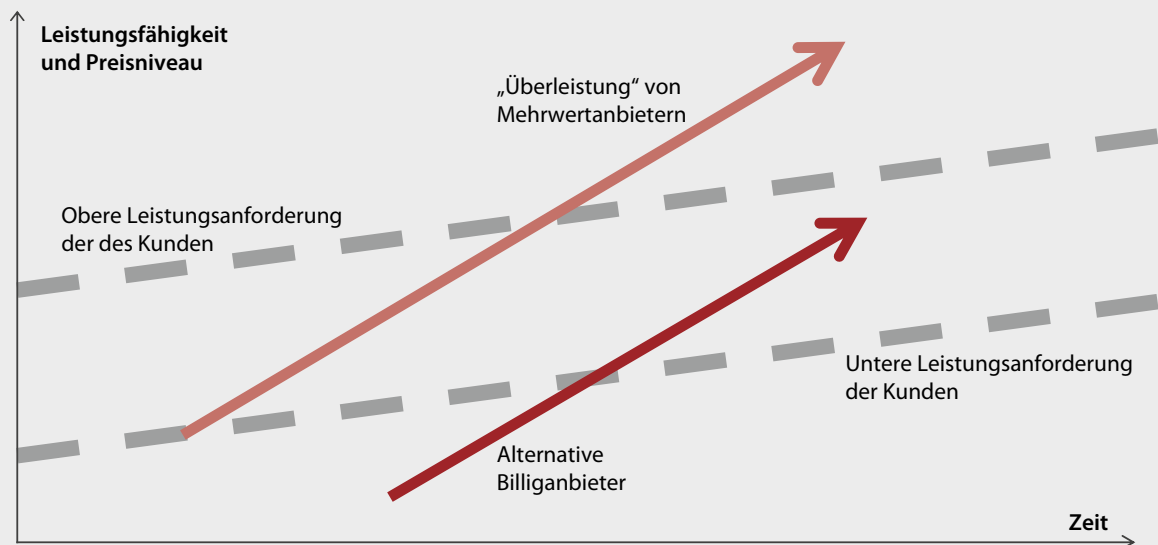 Leistungsfähigkeit
und Preisniveau
„Überleistung“ von
Mehrwertanbietern
Obere Leistungsanforderung
der des Kunden
Untere Leistungsanforderung
der Kunden
Alternative
Billiganbieter
Zeit